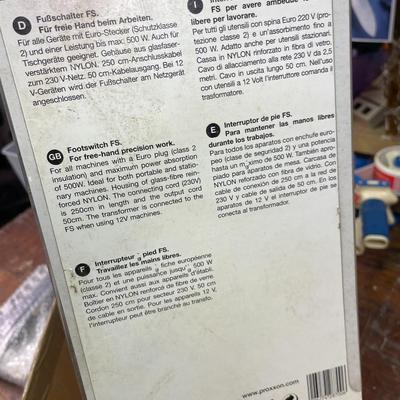 D Fußschalter FS.
Für freie Hand beim Arbeiten.
Für alle Geräte mit Euro-Stecker (Schutzklasse
2) und einer Leistung bis max: 500 W. Auch für
Tischgeräte geeignet. Gehäuse aus glasfaser-
verstärktem NYLON. 250 cm-Anschlusskabel
zum 230 V-Netz. 50 cm-Kabelausgang. Bei 12
V-Geräten wird der Fußschalter am Netzgerät
angeschlossen.
I
FS per avere ambedue
libere per lavorare.
Per tutti gli utensili con spina Euro 220 V (pro-
tezione classe 2) e un'assorbimento fino a
500 W. Adatto anche per utensili stazionari.
Cassa in NYLON rinforzato in fibra di vetro.
Cavo di allacciamento alla rete 230 V da 2,5
metri. Cavo in uscita lungo 50 cm. Nell'uso
di utensili a 12 Volt l'interruttore comanda il
trasformatore.
GB Footswitch FS.
For free-hand precision work.
For all machines with a Euro plug (class 2
insulation) and maximum power absorption
of 500W. Ideal for both portable and statio-
nary machines. Housing of glass-fibre rein-
forced NYLON. The connecting cord (230V)
is 250cm in length and the output cord
50cm. The transformer is connected to the
FS when using 12V machines.
E Interruptor de pie FS.
Para mantener las manos libres
durante los trabajos.
Para todos los aparatos con enchufe euro-
peo (clase de seguridad 2) y una potencia
hasta un máximo de 500 W. También apro-
piado para aparatos de mesa. Carcasa de
NYLON reforzado con fibra de vidrio. Con
cable de conexión de 250 cm a la red de
230 V y cable de salida de 50 cm. En los
aparatos de 12 V el interruptor de pie se
conecta al transformador.
F Interrupteur à pied FS.
Travaillez les mains libres.
Pour tous les appareils à fiche européenne
(classe 2) et une puissance jusqu'à 500 W
max. Convient aussi aux appareils d'établi.
Boîtier en NYLON renforcé de fibre de verre.
Cordon 250 cm pour secteur 230 V, 50 cm
de câble en sortie. Pour les appareils 12 V,
l'interrupteur peut être branché au transfo.
www.proxxon.com